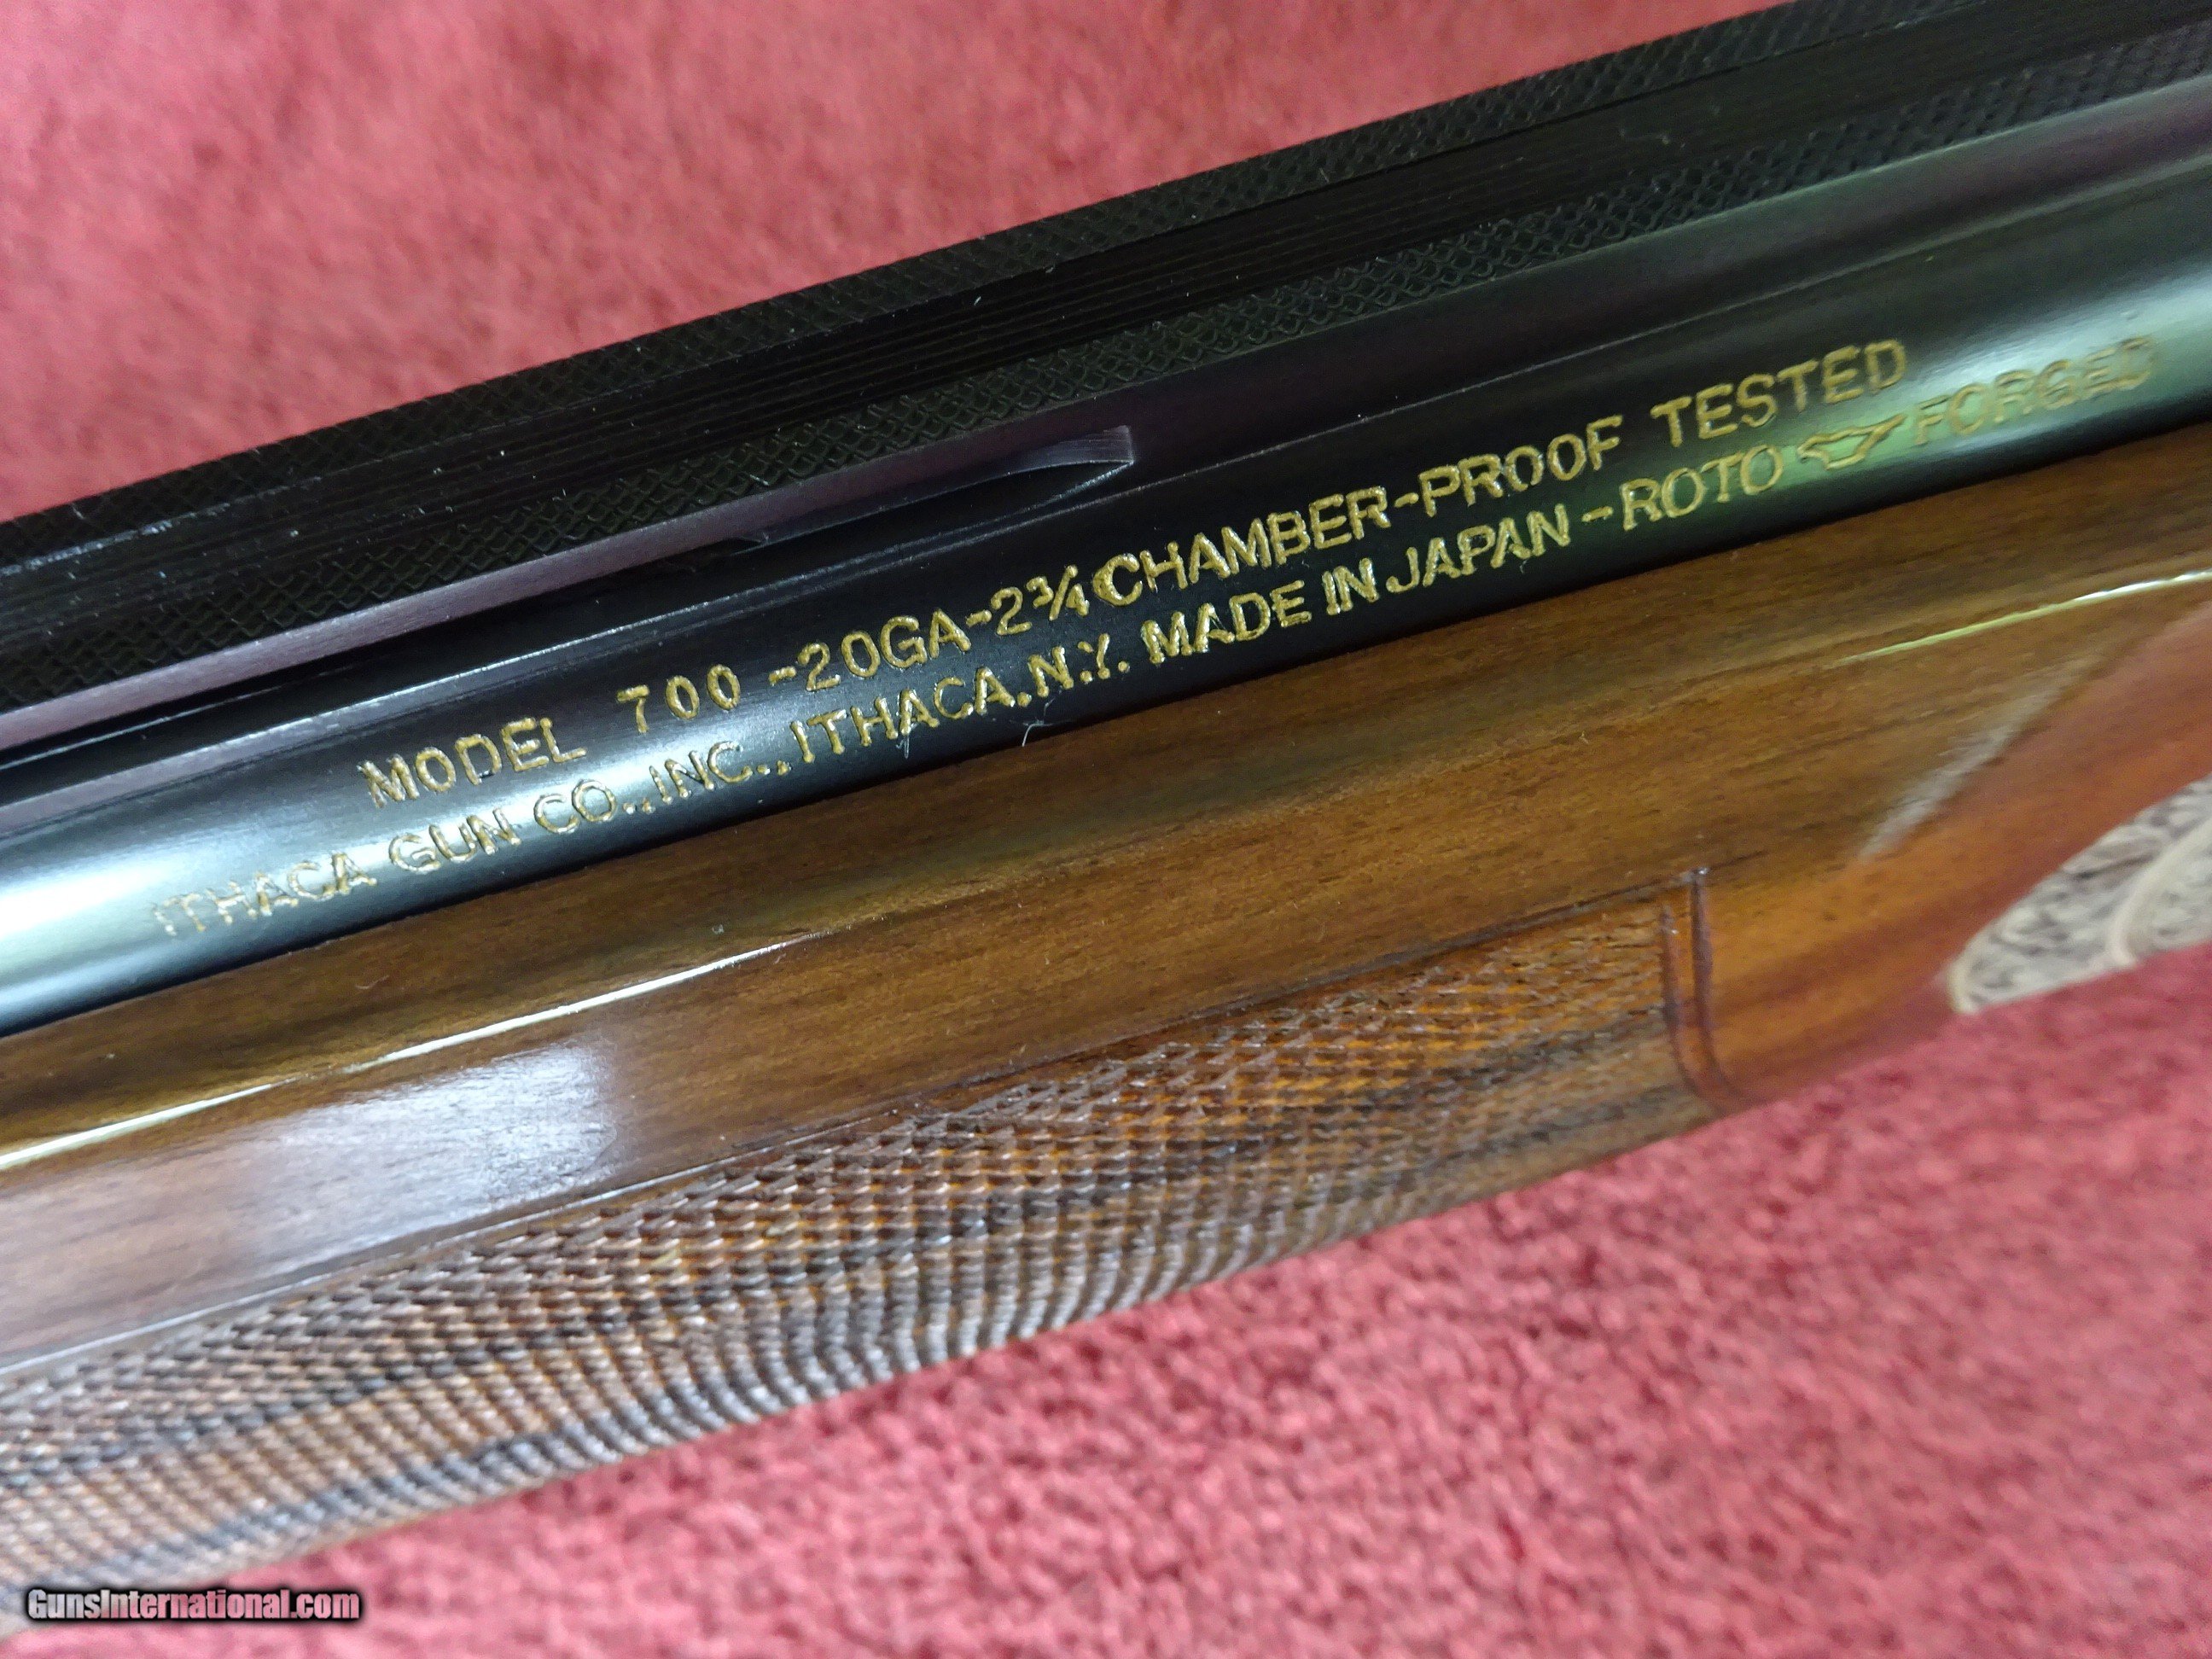 MODEL 700 -20GA-2¾ CHAMBER-PROOF TESTED
ITHACA GUN CO.,INC., ITHACA,N.Y. MADE IN JAPAN-ROTO FORGED
GunsInternational.com